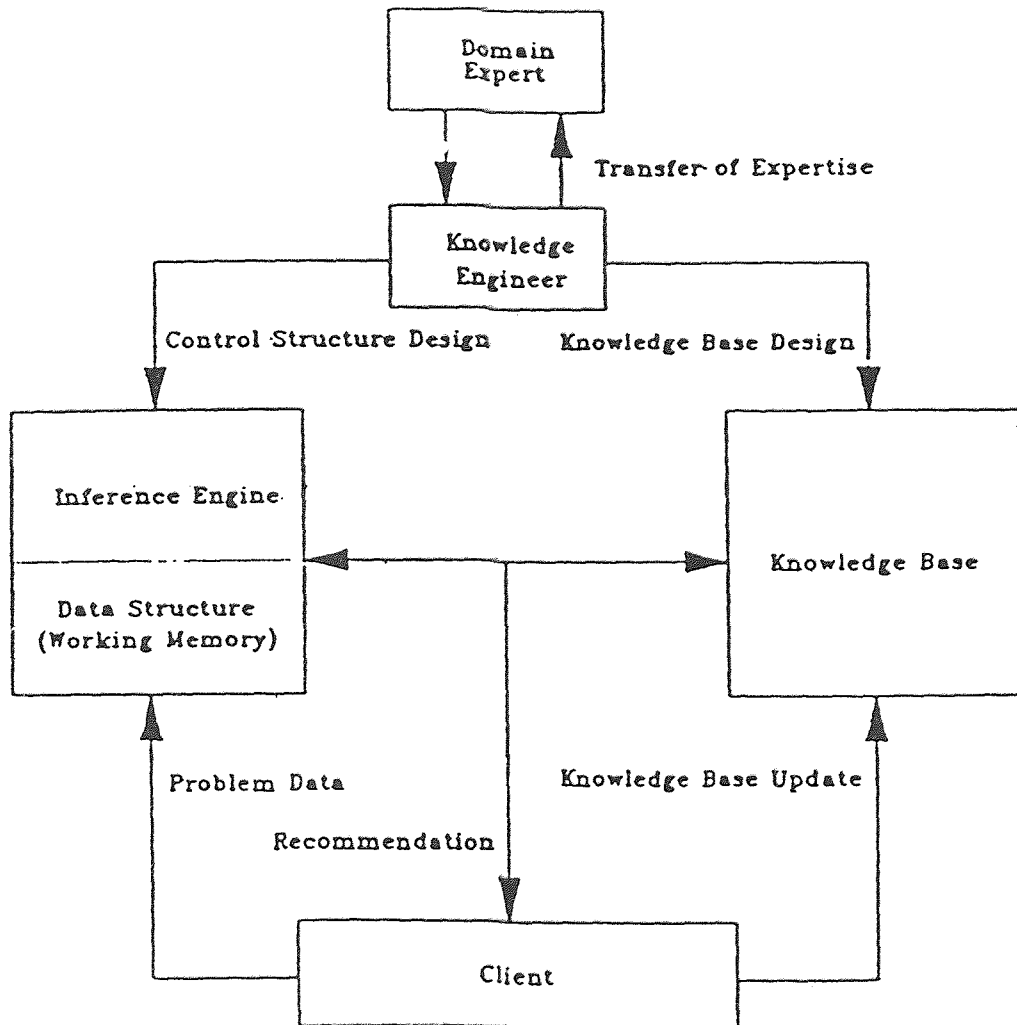 Domain
Expert
Transfer of Expertise
Knowledge
Engineer
Control Structure Design
Knowledge Base Design
Inference Engine
Knowledge Base
Data Structure
(Working Memory)
Problem Data
Knowledge Base Update
Recommendation
Client